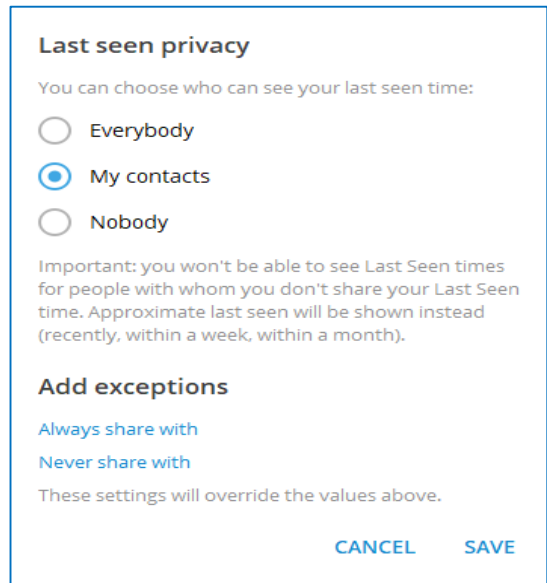 Last seen privacy
You can choose who can see your last seen time:
Everybody
My contacts
Nobody
Important: you won't be able to see Last Seen times
for people with whom you don't share your Last Seen
time. Approximate last seen will be shown instead
(recently, within a week, within a month).
Add exceptions
Always share with
Never share with
These settings will override the values above.
CANCEL SAVE